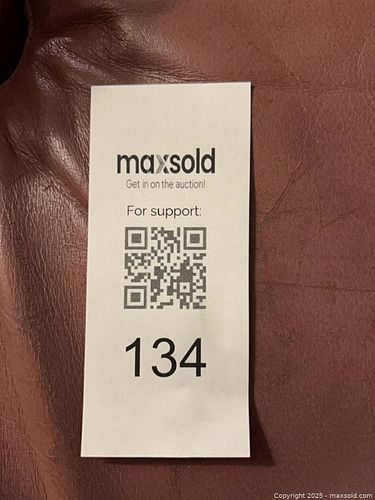 maxsold
Get in on the auction!
For support:
134
Copyright 2025 - maxsold.com